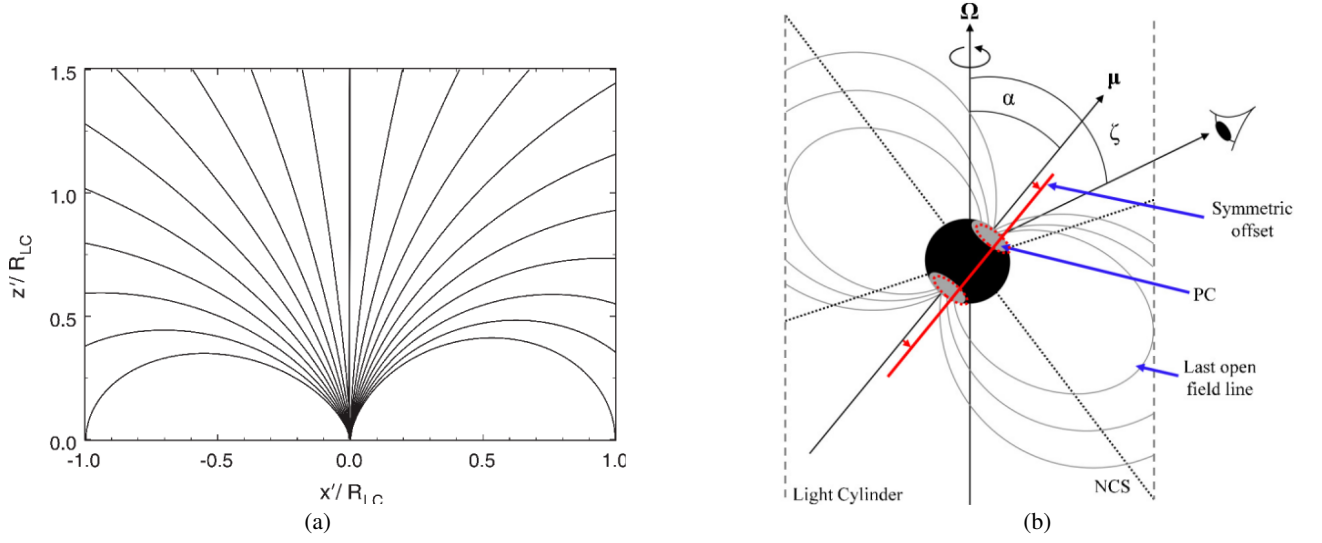 1.5
1.0
0.5
0.0
z'/ R_LC
-1.0 -0.5 0.0 0.5 1.0
x'/ R_LC
(a)
Ω
μ
α
ζ
Symmetric
offset
PC
Last open
field line
Light Cylinder
NCS
(b)